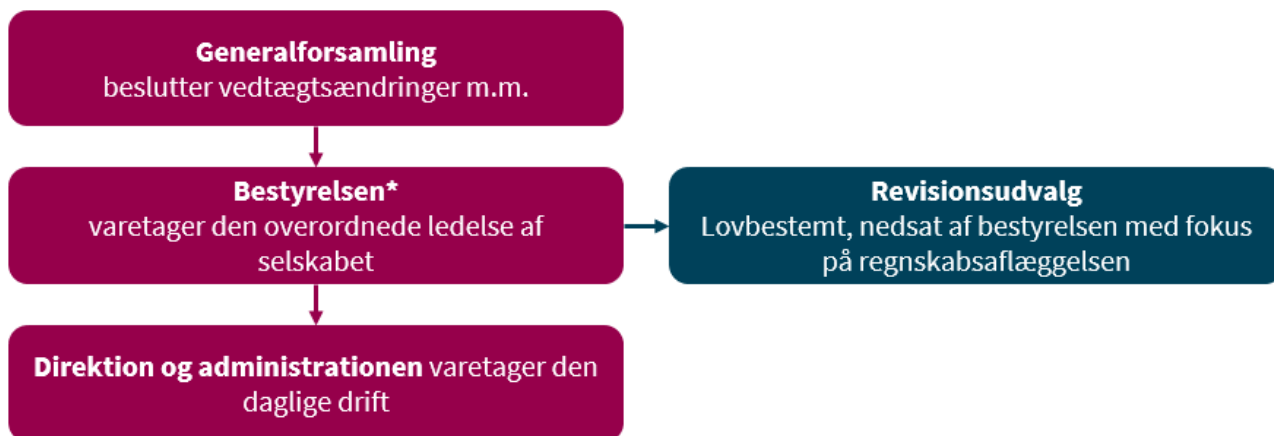 Generalforsamling
beslutter vedtægtsændringer m.m.
Bestyrelsen*
varetager den overordnede ledelse af
selskabet
Revisionsudvalg
Lovbestemt, nedsat af bestyrelsen med fokus
på regnskabsaflæggelsen
Direktion og administrationen varetager den
daglige drift